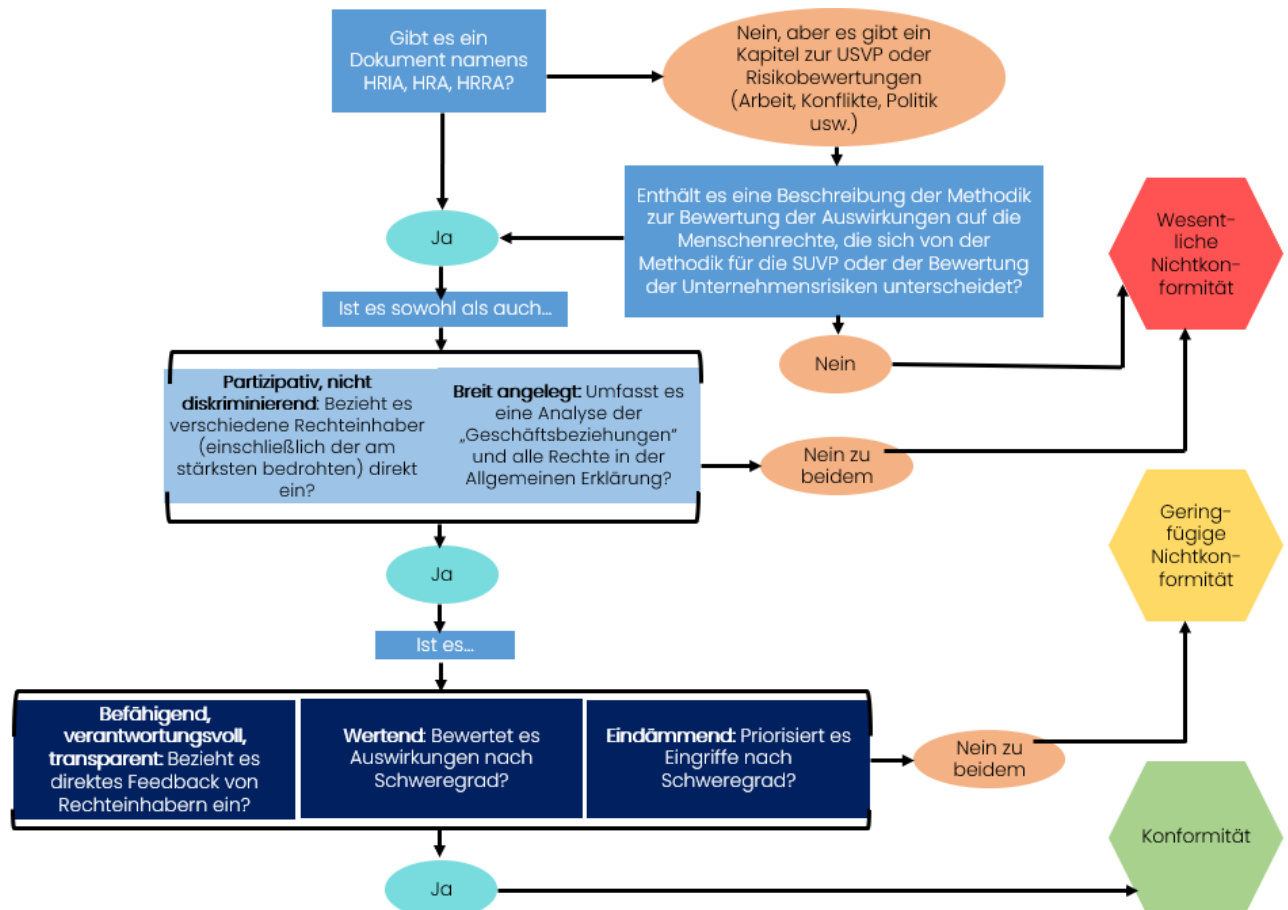 Gibt es ein
Dokument namens
HRIA, HRA, HRRA?
Nein, aber es gibt ein
Kapitel zur USVP oder
Risikobewertungen
(Arbeit, Konflikte, Politik
usw.)
Enthält es eine Beschreibung der Methodik
zur Bewertung der Auswirkungen auf die
Menschenrechte, die sich von der
Methodik für die SUVP oder der Bewertung
der Unternehmensrisiken unterscheidet?
Wesent-
liche
Nichtkon-
formität
Ja
Ist es sowohl als auch…
Nein
Partizipativ, nicht
diskriminierend: Bezieht es
verschiedene Rechteinhaber
(einschließlich der am
stärksten bedrohten) direkt
ein?
Breit angelegt: Umfasst es
eine Analyse der
„Geschäftsbeziehungen”
und alle Rechte in der
Allgemeinen Erklärung?
Nein zu
beidem
Gering-
fügige
Nichtkon-
formität
Ja
Ist es…
Befähigend,
verantwortungsvoll,
transparent: Bezieht es
direktes Feedback von
Rechteinhabern ein?
Wertend: Bewertet es
Auswirkungen nach
Schweregrad?
Eindämmend: Priorisiert es
Eingriffe nach
Schweregrad?
Nein zu
beidem
Konformität
Ja